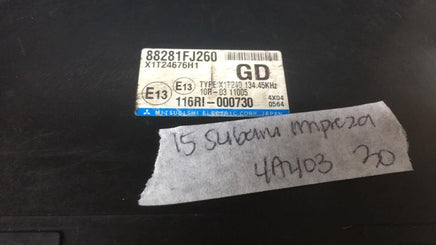 88281FJ260
X1T24676H1
GD
E13 E13
TYPE:X1T240 134.45KHz
10R-03 11005
4X04
116RI-000730
0564
MITSUBISHI ELECTRIC CORP. JAPAN
15 Subaru impreza
4A403 30